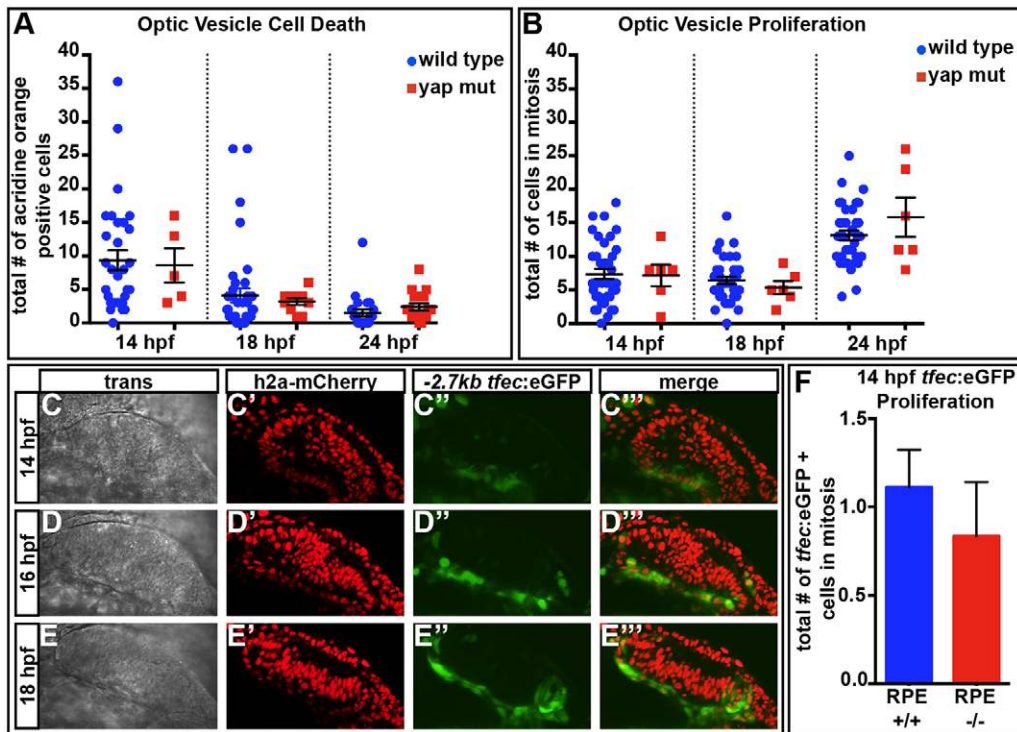 A Optic Vesicle Cell Death
wild type
yap mut
total # of acridine orange
positive cells
40
35
30
25
20
15
10
5
0
14 hpf 18 hpf 24 hpf
B Optic Vesicle Proliferation
wild type
yap mut
total # of cells in mitosis
40
35
30
25
20
15
10
5
0
14 hpf 18 hpf 24 hpf
trans h2a-mCherry -2.7kb tfec:eGFP merge
14 hpf
C C' C" C'"
16 hpf
D D' D" D'"
18 hpf
E E' E" E'"
F 14 hpf tfec:eGFP
Proliferation
total # of tfec:eGFP +
cells in mitosis
1.5
1.0
0.5
0.0
RPE RPE
+/+ -/-